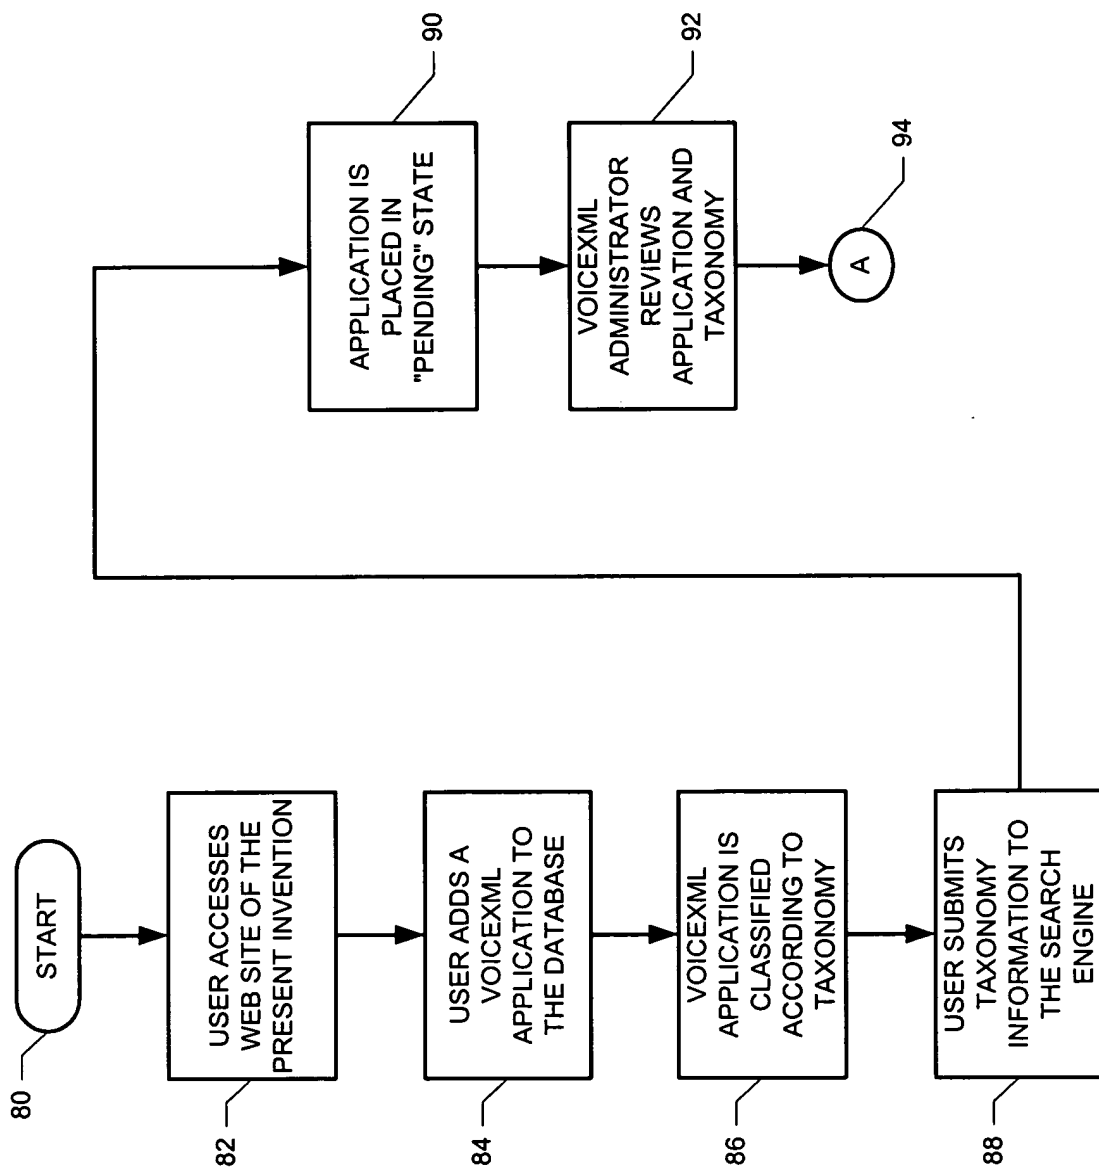 START
80
USER ACCESSES
WEB SITE OF THE
PRESENT INVENTION
82
USER ADDS A
VOICEXML
APPLICATION TO
THE DATABASE
84
VOICEXML
APPLICATION IS
CLASSIFIED
ACCORDING TO
TAXONOMY
86
USER SUBMITS
TAXONOMY
INFORMATION TO
THE SEARCH
ENGINE
88
APPLICATION IS
PLACED IN
"PENDING" STATE
90
VOICEXML
ADMINISTRATOR
REVIEWS
APPLICATION AND
TAXONOMY
92
A
94